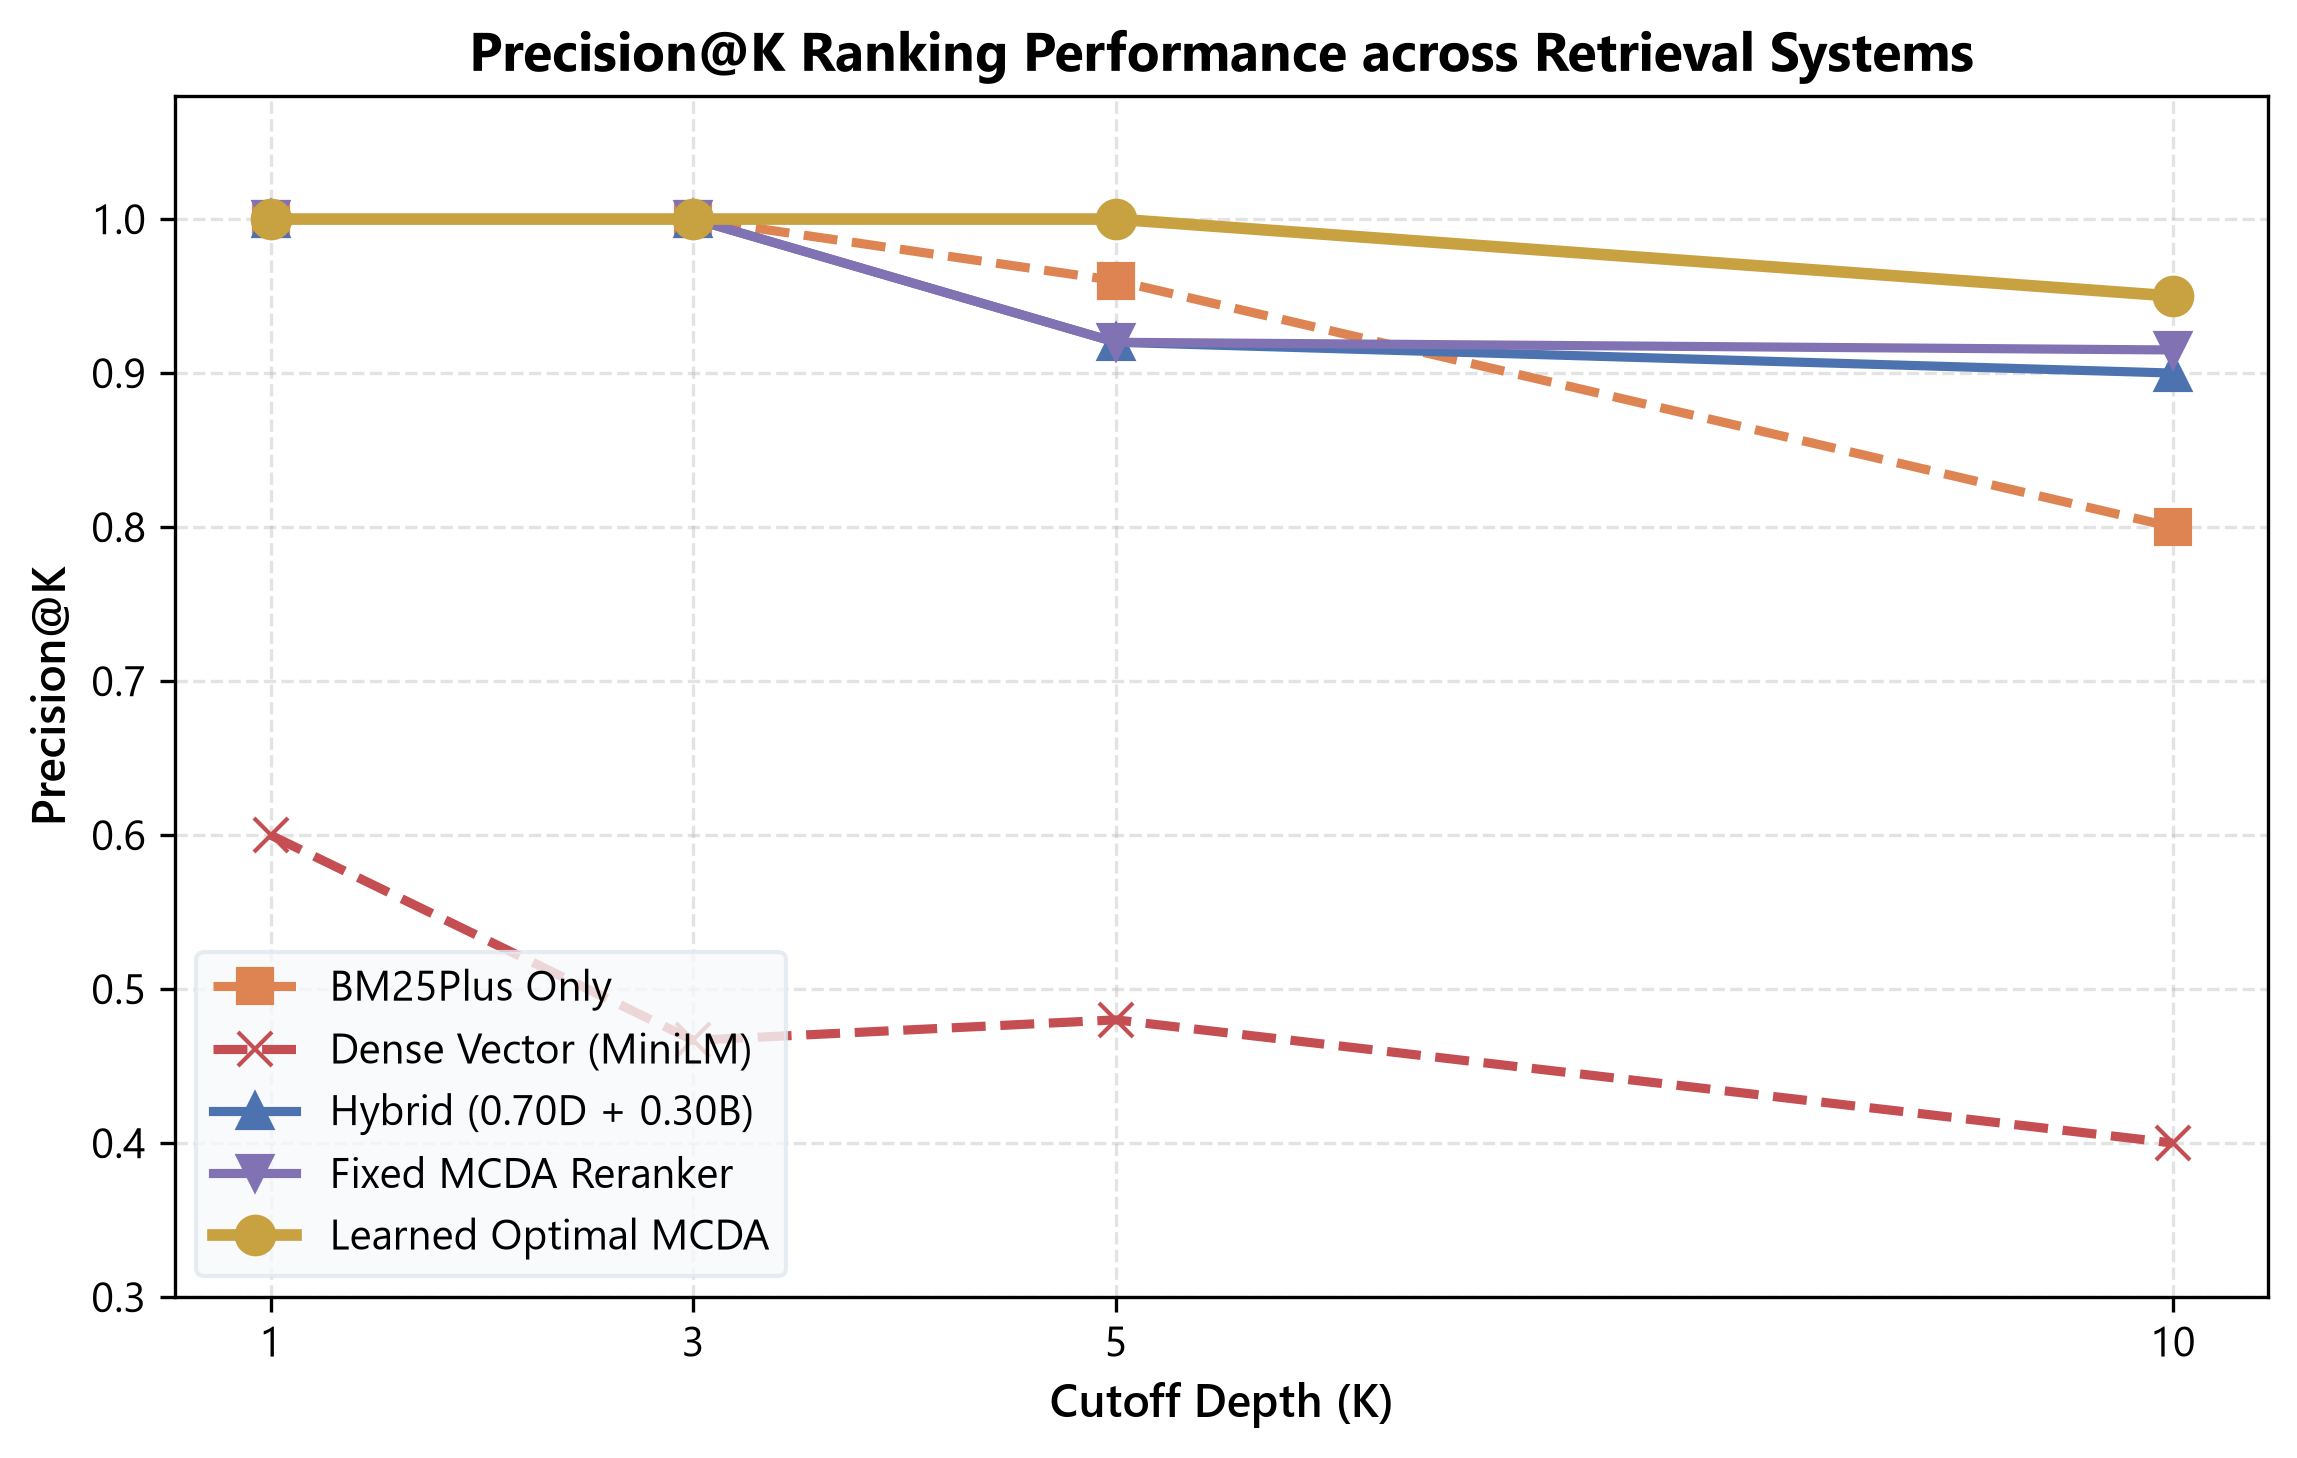 Precision@K Ranking Performance across Retrieval Systems
Precision@K
1.0
0.9
0.8
0.7
0.6
0.5
0.4
0.3
BM25Plus Only
Dense Vector (MiniLM)
Hybrid (0.70D + 0.30B)
Fixed MCDA Reranker
Learned Optimal MCDA
1 3 5 10
Cutoff Depth (K)